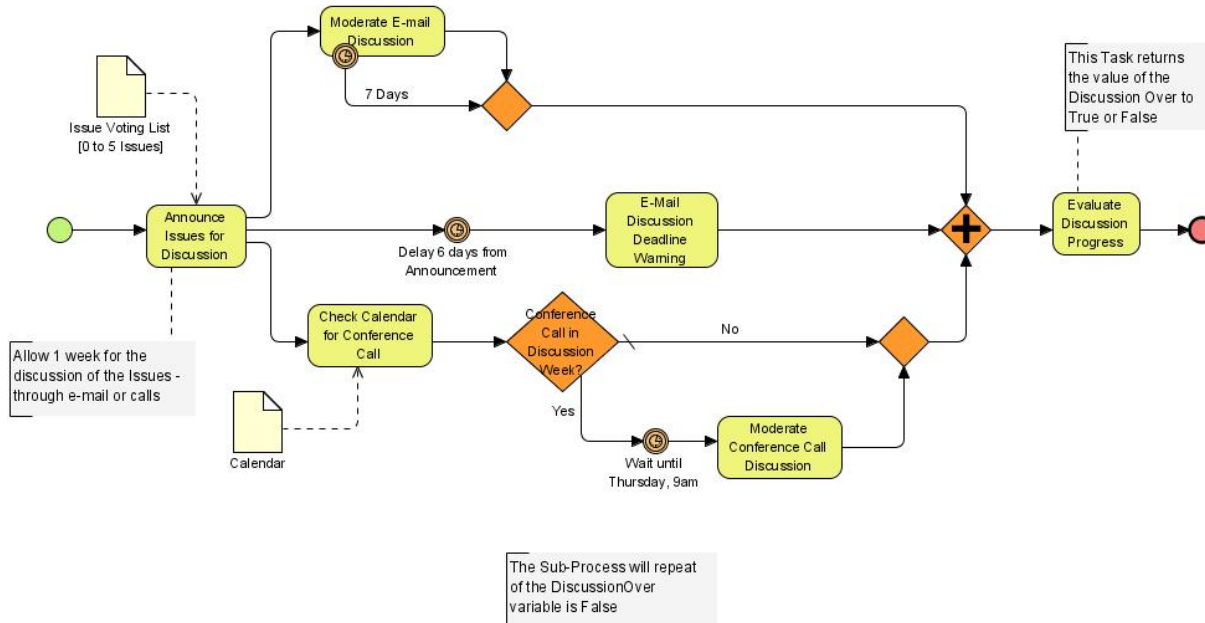 Moderate E-mail
Discussion
7 Days
Issue Voting List
[0 to 5 Issues]
This Task returns
the value of the
Discussion Over to
True or False
Announce
Issues for
Discussion
Delay 6 days from
Announcement
E-Mail
Discussion
Deadline
Warning
Evaluate
Discussion
Progress
Allow 1 week for the
discussion of the Issues -
through e-mail or calls
Check Calendar
for Conference
Call
Calendar
Conference
Call in
Discussion
Week?
No
Yes
Wait until
Thursday, 9am
Moderate
Conference Call
Discussion
The Sub-Process will repeat
of the DiscussionOver
variable is False